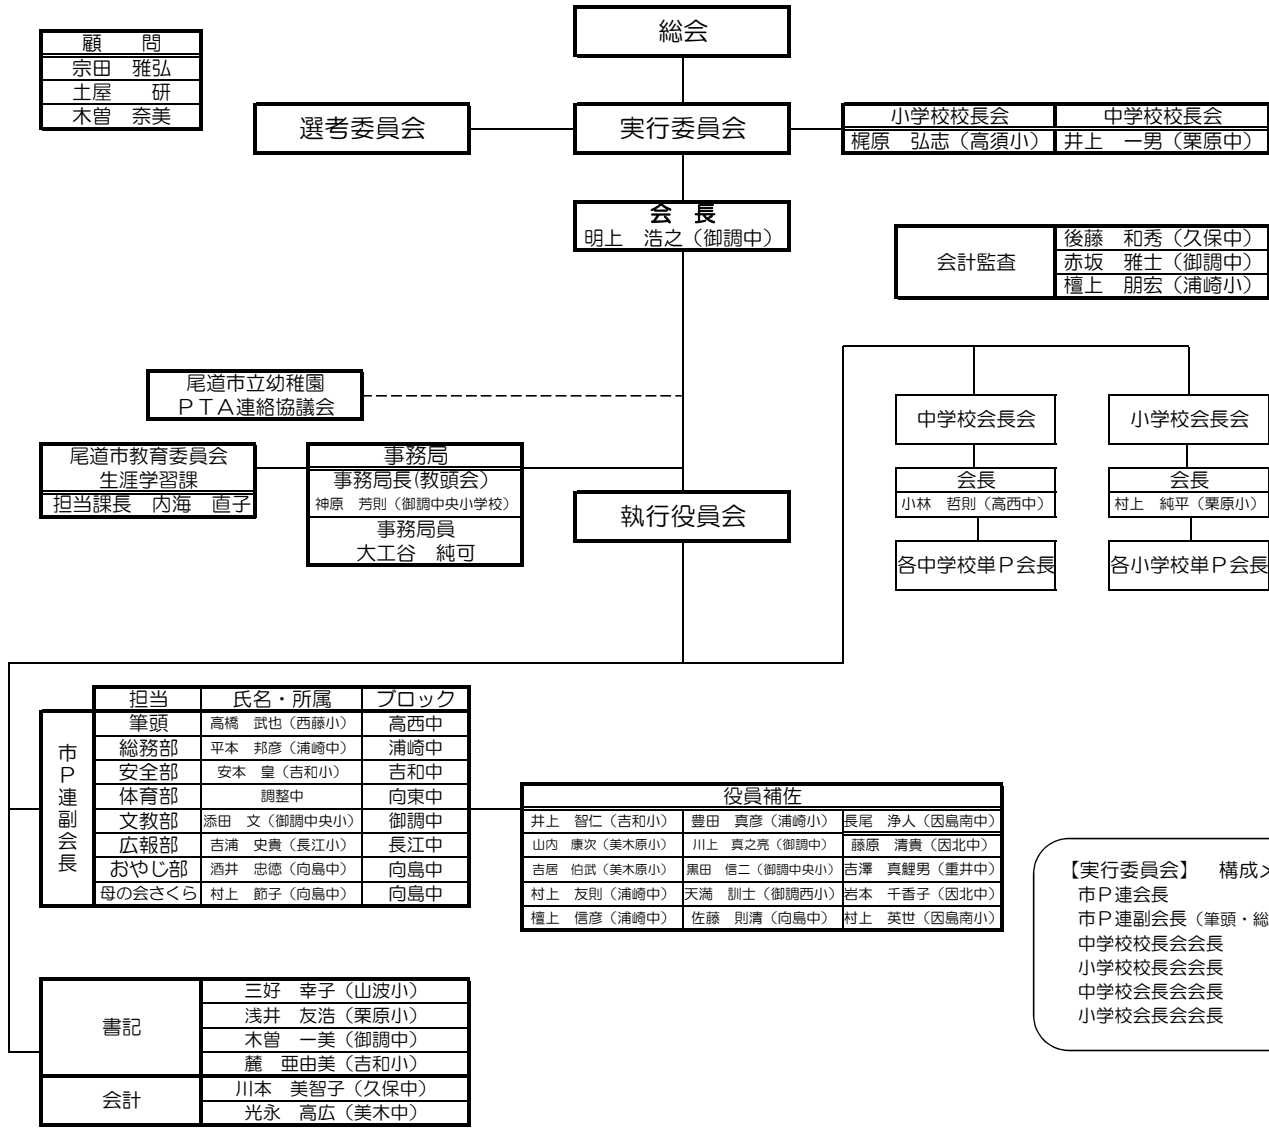 総会
顧　問
宗田　雅弘
土屋　　研
木曽　奈美
選考委員会
実行委員会
小学校校長会　中学校校長会
梶原　弘志（高須小）　井上　一男（栗原中）
会　長
明上　浩之（御調中）
会計監査
後藤　和秀（久保中）
赤坂　雅士（御調中）
檀上　朋宏（浦崎小）
尾道市立幼稚園
ＰＴＡ連絡協議会
中学校会長会
小学校会長会
尾道市教育委員会
生涯学習課
担当課長　内海　直子
事務局
事務局長(教頭会）
神原　芳則（御調中央小学校）
事務局員
大工谷　純可
執行役員会
会長
小林　哲則（高西中）
会長
村上　純平（栗原小）
各中学校単Ｐ会長
各小学校単Ｐ会長
担当　氏名・所属　ブロック
市Ｐ連副会長
筆頭　高橋　武也（西藤小）　高西中
総務部　平本　邦彦（浦崎中）　浦崎中
安全部　安本　皇（吉和小）　吉和中
体育部　調整中　向東中
文教部　添田　文（御調中央小）　御調中
広報部　吉浦　史貴（長江小）　長江中
おやじ部　酒井　忠徳（向島中）　向島中
母の会さくら　村上　節子（向島中）　向島中
役員補佐
井上　智仁（吉和小）　豊田　真彦（浦崎小）　長尾　浄人（因島南中）
山内　康次（美木原小）　川上　真之亮（御調中）　藤原　清貴（因北中）
吉居　伯武（美木原小）　黒田　信二（御調中央小）　吉澤　真鯉男（重井中）
村上　友則（浦崎中）　天満　訓士（御調西小）　岩本　千香子（因北中）
檀上　信彦（浦崎中）　佐藤　則清（向島中）　村上　英世（因島南小）
【実行委員会】　構成
市Ｐ連会長
市Ｐ連副会長（筆頭・総
中学校校長会会長
小学校校長会会長
中学校会長会会長
小学校会長会会長
書記
三好　幸子（山波小）
浅井　友浩（栗原小）
木曽　一美（御調中）
麓　亜由美（吉和小）
会計
川本　美智子（久保中）
光永　高広（美木中）